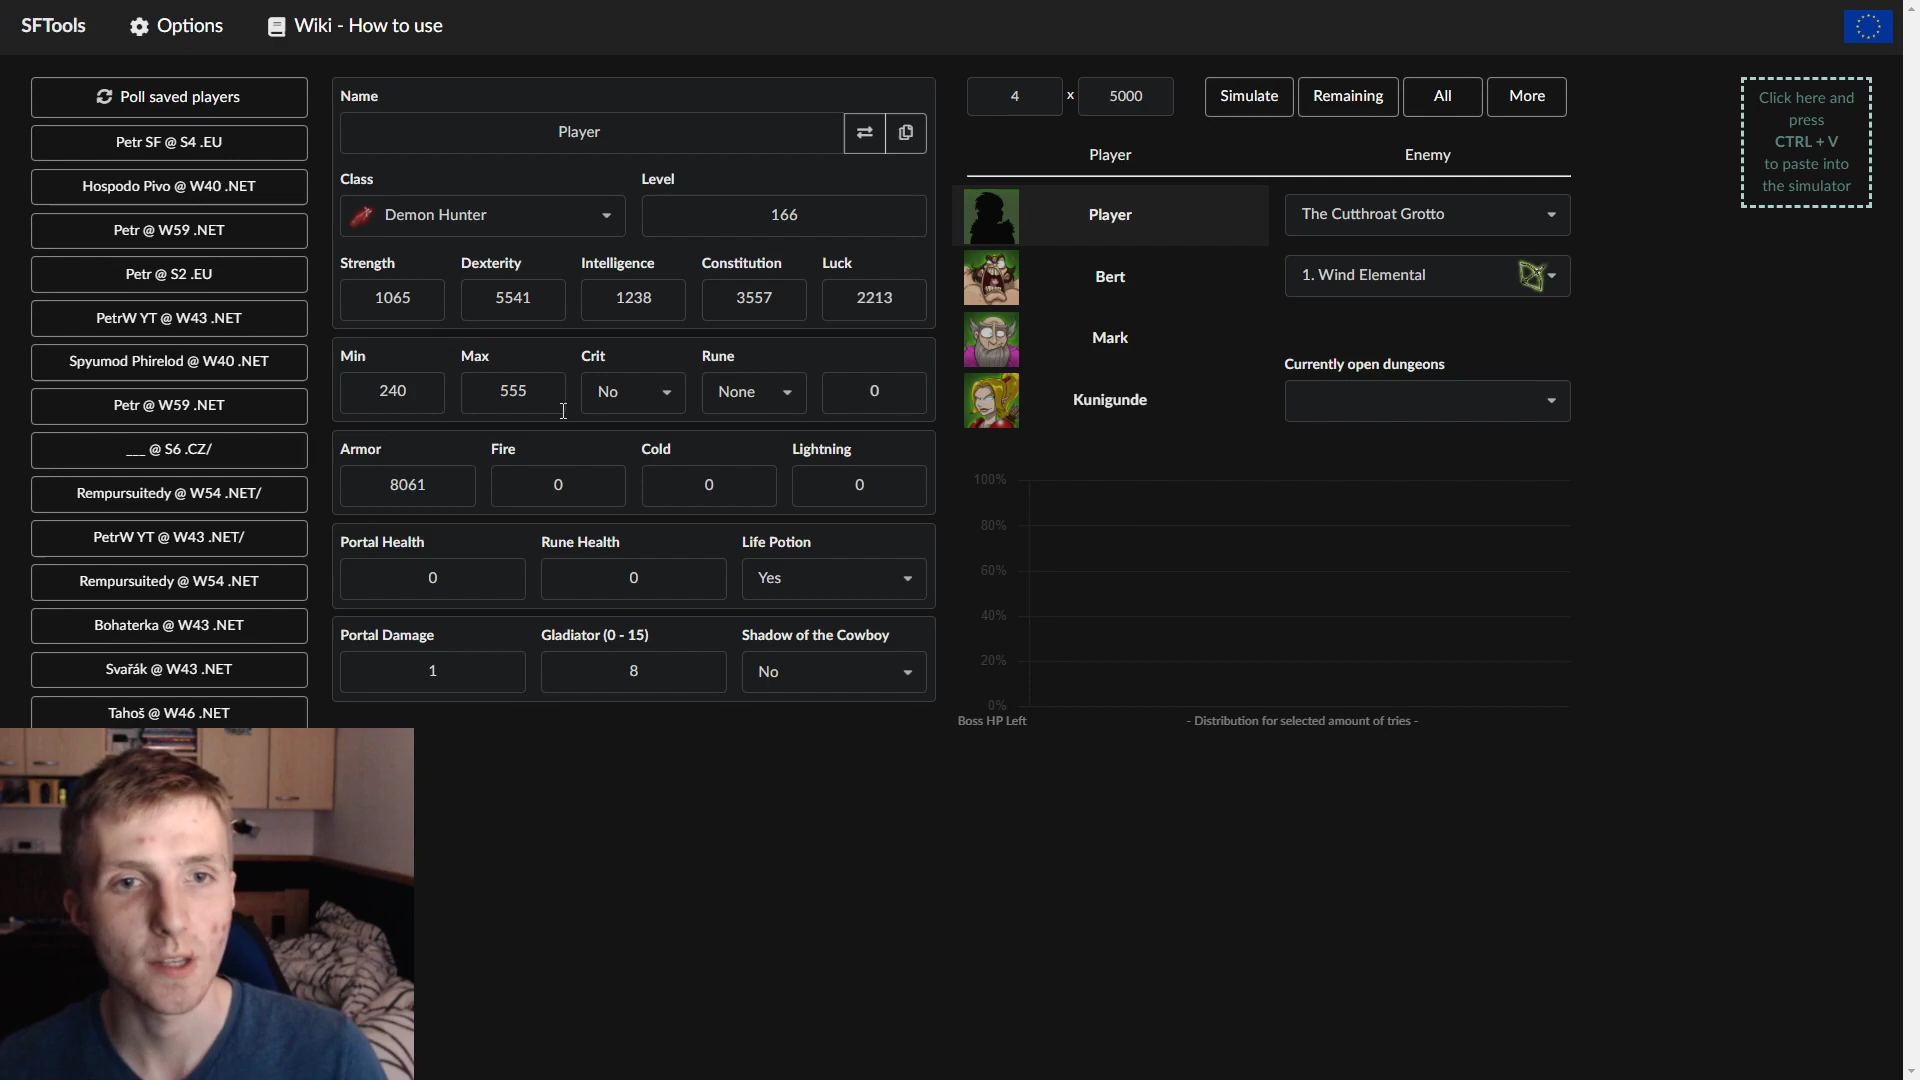 SFTools
Options
Wiki - How to use
Poll saved players
Petr SF @ S4 .EU
Hospodo Pivo @ W40 .NET
Petr @ W59 .NET
Petr @ S2 .EU
PetrW YT @ W43 .NET
Spyumod Phirelod @ W40 .NET
Petr @ W59 .NET
___ @ S6 .CZ/
Rempursuitedy @ W54 .NET/
PetrW YT @ W43 .NET/
Rempursuitedy @ W54 .NET
Bohaterka @ W43 .NET
Svařák @ W43 .NET
Tahoš @ W46 .NET
Name
Player
Class Level
Demon Hunter 166
Strength Dexterity Intelligence Constitution Luck
1065 5541 1238 3557 2213
Min Max Crit Rune
240 555 No None 0
Armor Fire Cold Lightning
8061 0 0 0
Portal Health Rune Health Life Potion
0 0 Yes
Portal Damage Gladiator (0 - 15) Shadow of the Cowboy
1 8 No
4 x 5000 Simulate Remaining All More
Player Enemy
Player
Bert
Mark
Kunigunde
The Cutthroat Grotto
1. Wind Elemental
Currently open dungeons
100%
80%
60%
40%
20%
0%
Boss HP Left
- Distribution for selected amount of tries -
Click here and
press
CTRL + V
to paste into
the simulator